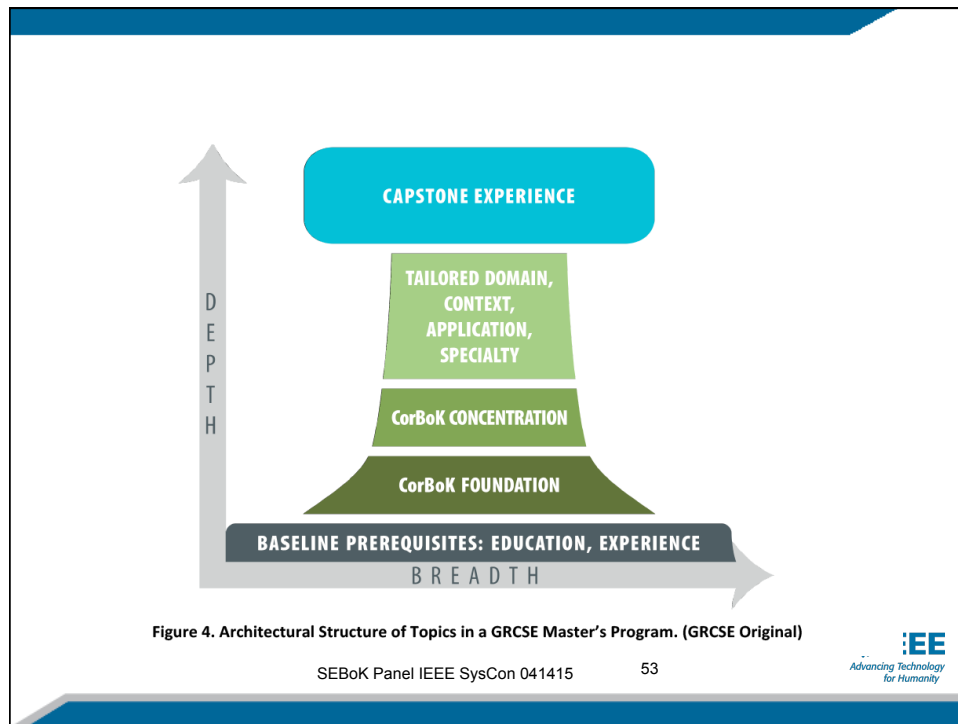 CAPSTONE EXPERIENCE
TAILORED DOMAIN,
CONTEXT,
APPLICATION,
SPECIALTY
CorBoK CONCENTRATION
CorBoK FOUNDATION
BASELINE PREREQUISITES: EDUCATION, EXPERIENCE
DEPTH
BREADTH
Figure 4. Architectural Structure of Topics in a GRCSE Master's Program. (GRCSE Original)
SEBoK Panel IEEE SysCon 041415
53
EE
Advancing Technology
for Humanity